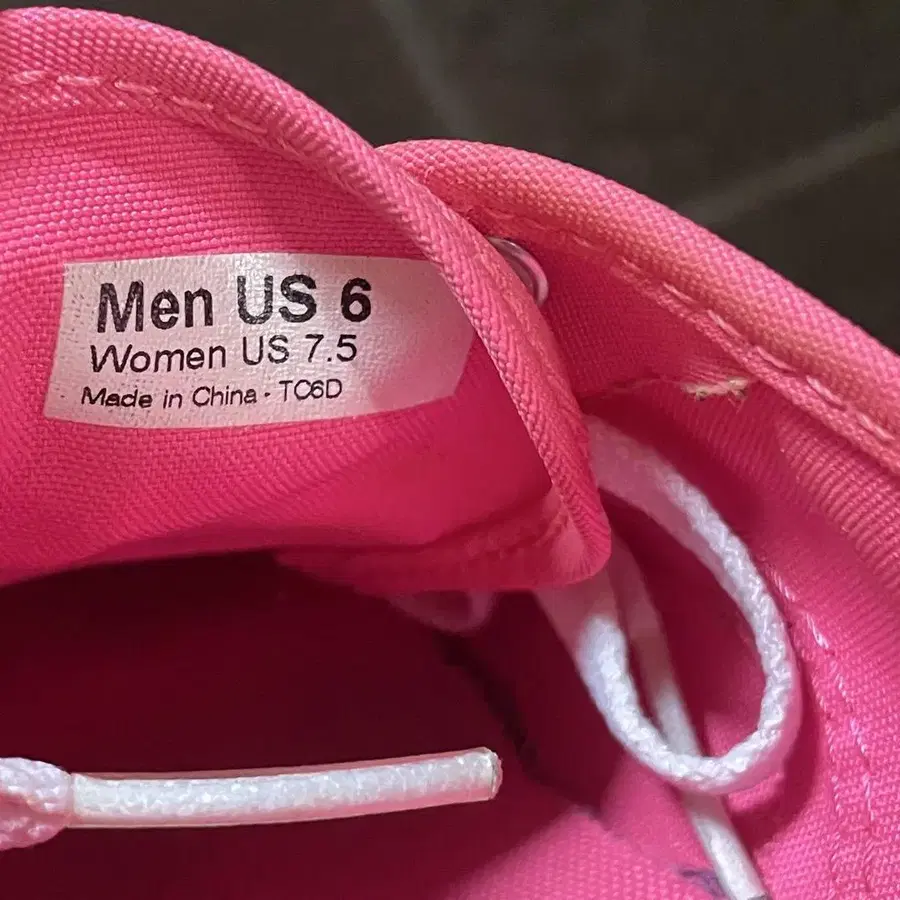 Men US 6
Women US 7.5
Made in China · TC6D